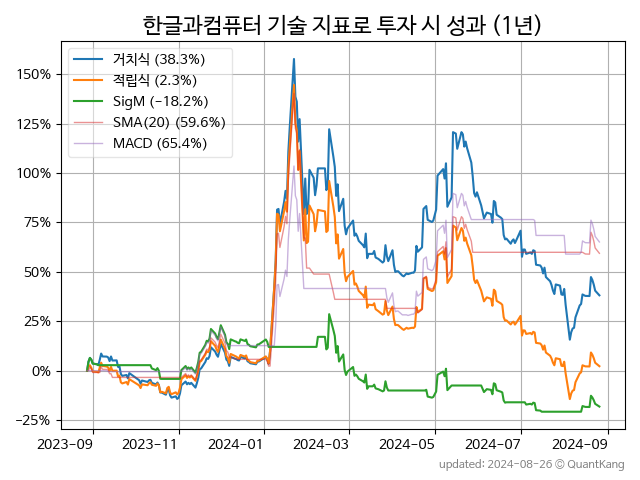 한글과컴퓨터 기술 지표로 투자 시 성과 (1년)
거치식 (38.3%)
적립식 (2.3%)
SigM (−18.2%)
SMA(20) (59.6%)
MACD (65.4%)
150%
125%
100%
75%
50%
25%
0%
−25%
2023-09 2023-11 2024-01 2024-03 2024-05 2024-07 2024-09
updated: 2024-08-26 © QuantKang